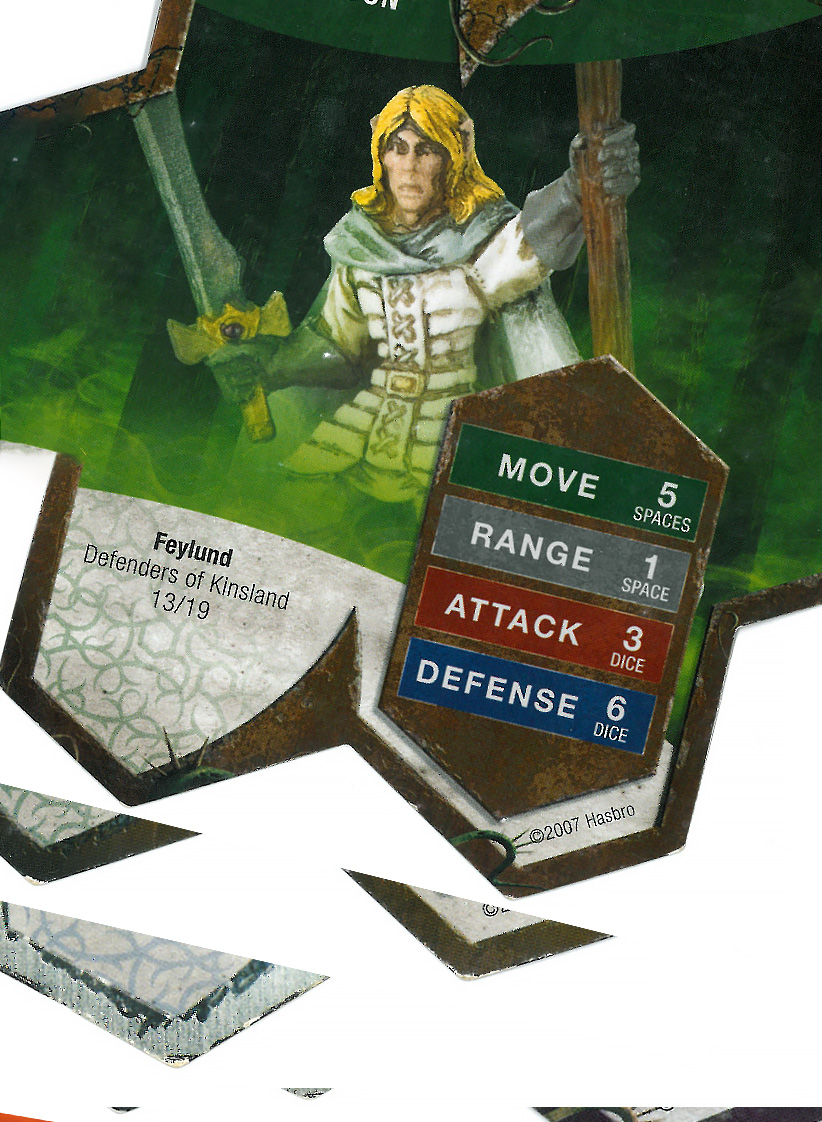 Feylund
Defenders of Kinsland
13/19
MOVE 5
SPACES
RANGE 1
SPACE
ATTACK 3
DICE
DEFENSE 6
DICE
©2007 Hasbro